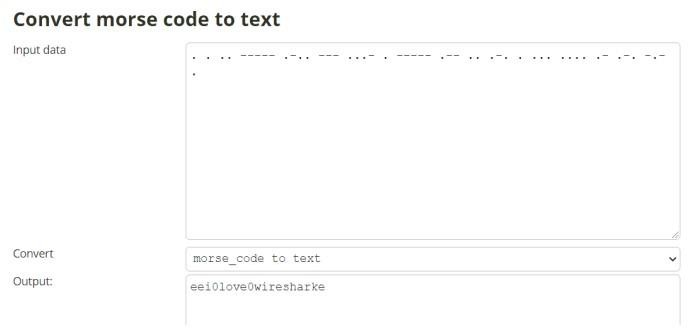 Convert morse code to text
Input data
. . .. ----- .-.. --- ...- . ----- .-- .. .-. . ... .... .- .-. -.-
.
Convert
morse_code to text
Output:
eei0love0wiresharke